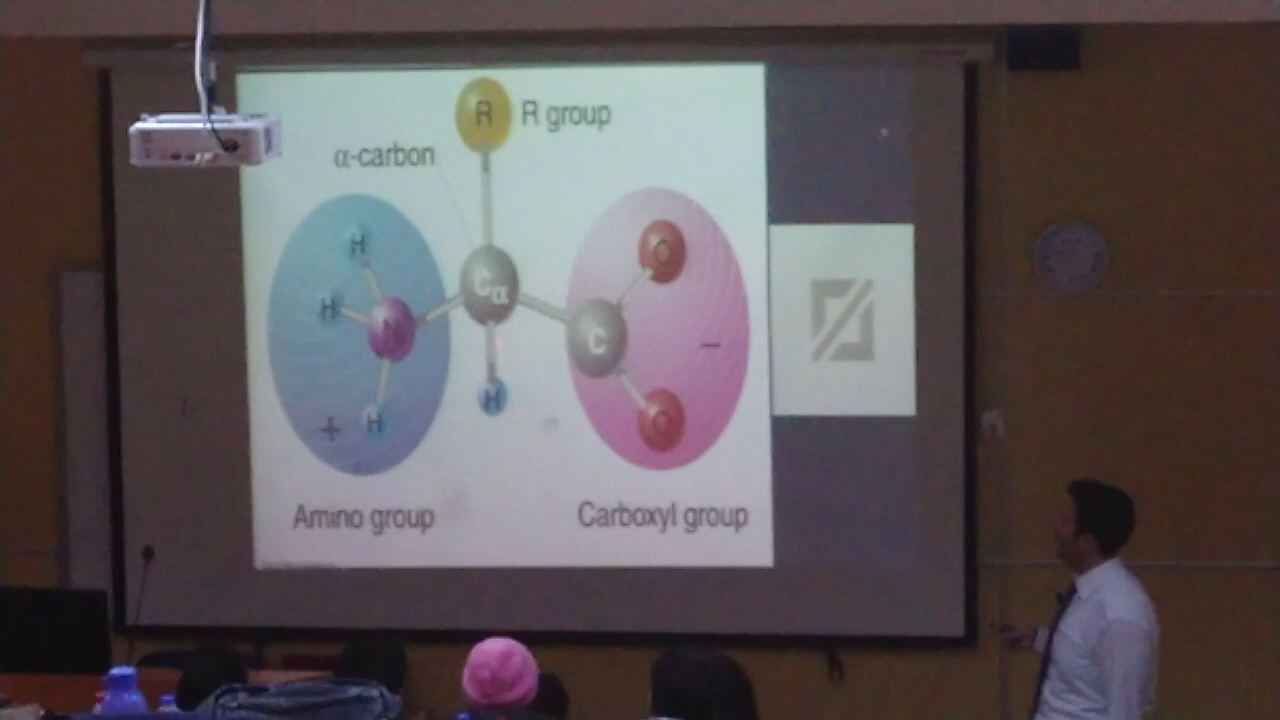 R
R group
α-carbon
H
O
H
Cα
N
C
−
H
+
H
O
Amino group
Carboxyl group